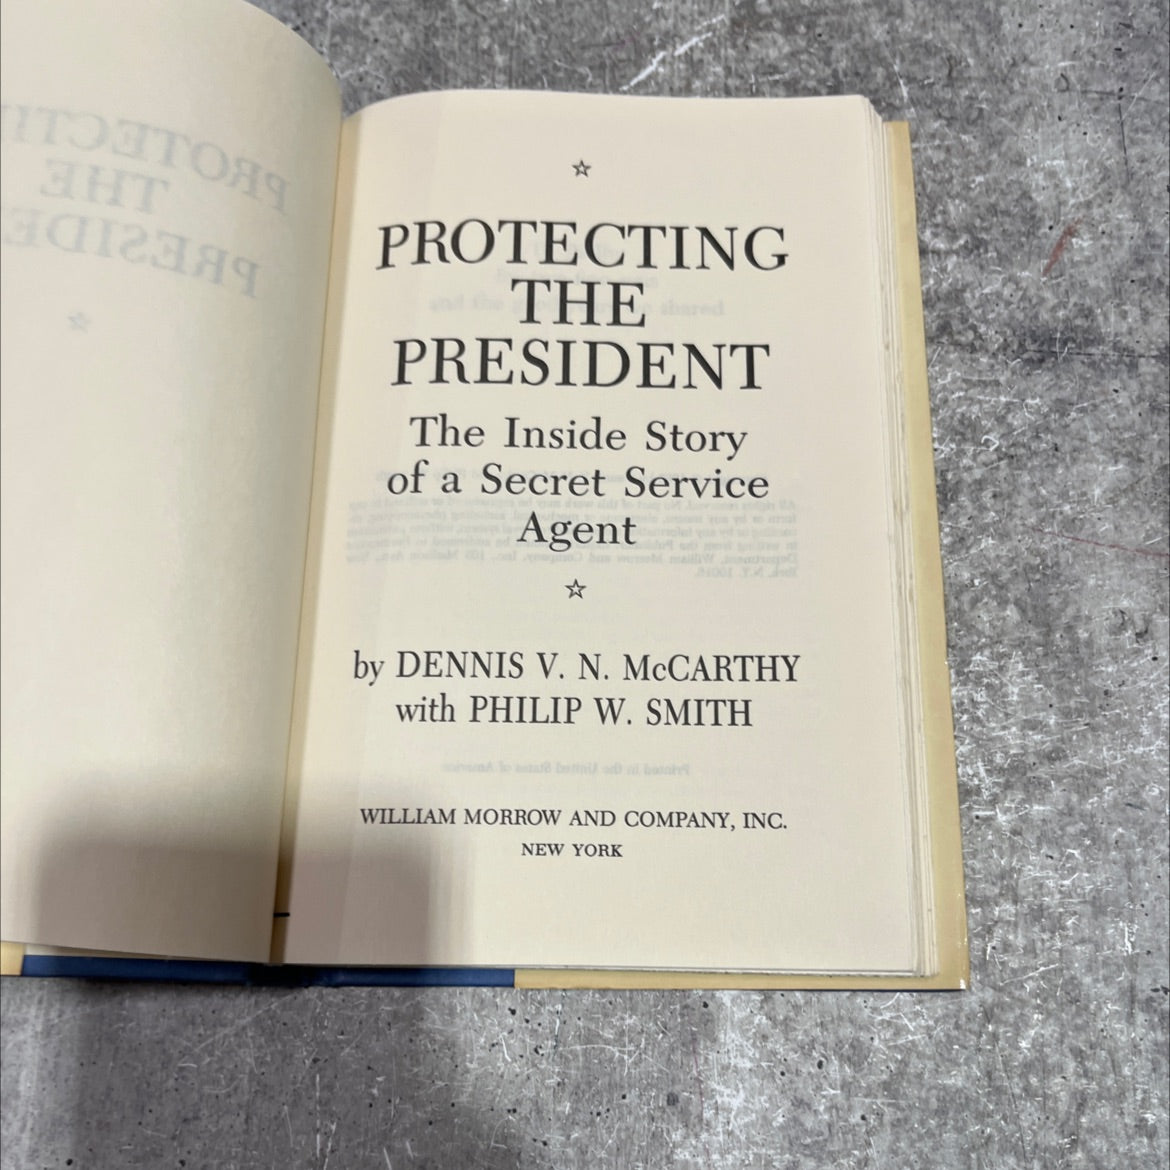 PROTECTING
THE
PRESIDENT
The Inside Story
of a Secret Service
Agent
by DENNIS V. N. McCARTHY
with PHILIP W. SMITH
WILLIAM MORROW AND COMPANY, INC.
NEW YORK